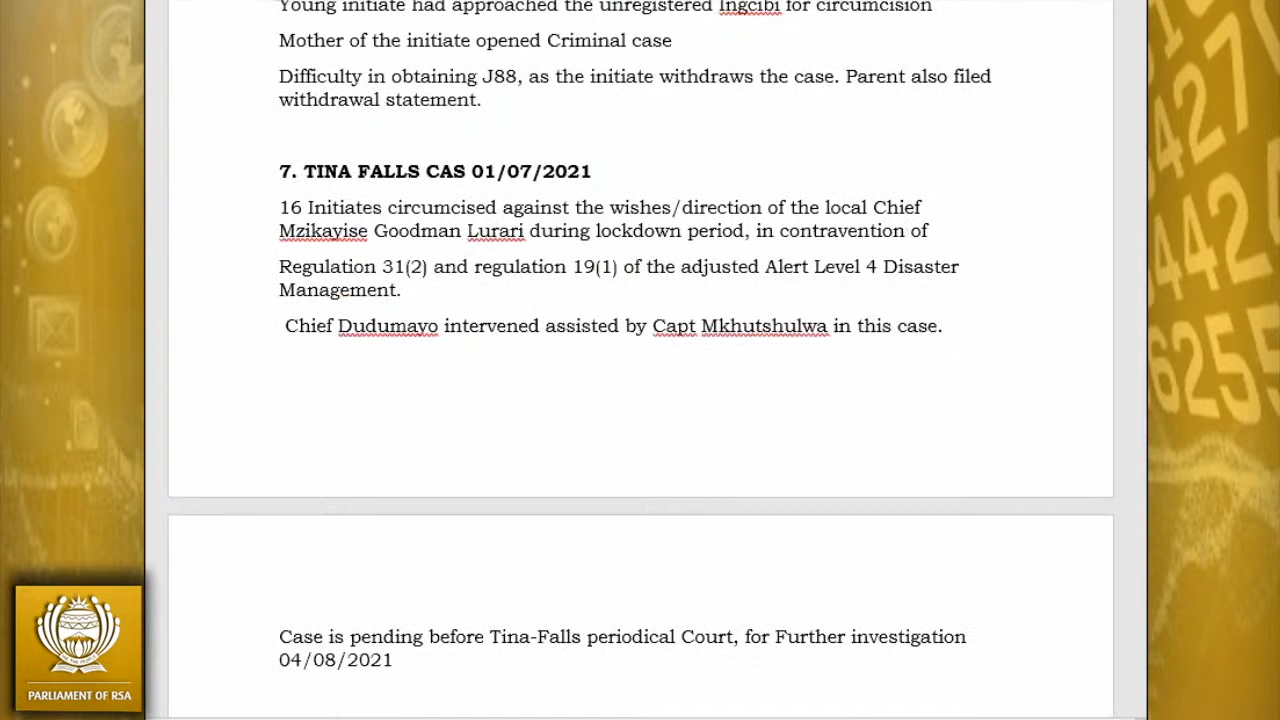 Young initiate had approached the unregistered Ingcibi for circumcision
Mother of the initiate opened Criminal case
Difficulty in obtaining J88, as the initiate withdraws the case. Parent also filed
withdrawal statement.
7. TINA FALLS CAS 01/07/2021
16 Initiates circumcised against the wishes/direction of the local Chief
Mzikayise Goodman Lurari during lockdown period, in contravention of
Regulation 31(2) and regulation 19(1) of the adjusted Alert Level 4 Disaster
Management.
Chief Dudumayo intervened assisted by Capt Mkhutshulwa in this case.
Case is pending before Tina-Falls periodical Court, for Further investigation
04/08/2021
PARLIAMENT OF RSA